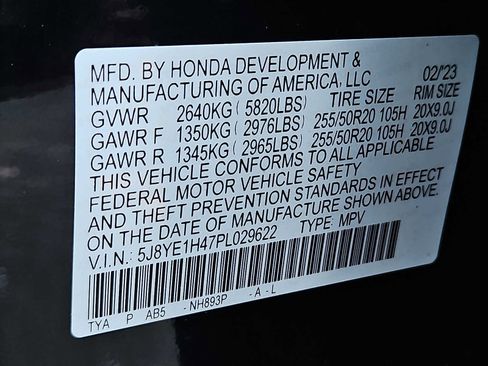 MFD. BY HONDA DEVELOPMENT & 02/'23
MANUFACTURING OF AMERICA, LLC
GVWR 2640KG ( 5820LBS) TIRE SIZE RIM SIZE
GAWR F 1350KG ( 2976LBS) 255/50R20 105H 20X9.0J
GAWR R 1345KG ( 2965LBS) 255/50R20 105H 20X9.0J
THIS VEHICLE CONFORMS TO ALL APPLICABLE
FEDERAL MOTOR VEHICLE SAFETY
AND THEFT PREVENTION STANDARDS IN EFFECT
ON THE DATE OF MANUFACTURE SHOWN ABOVE.
V.I.N.: 5J8YE1H47PL029622 TYPE: MPV
TYA P AB5 -NH893P -A-L